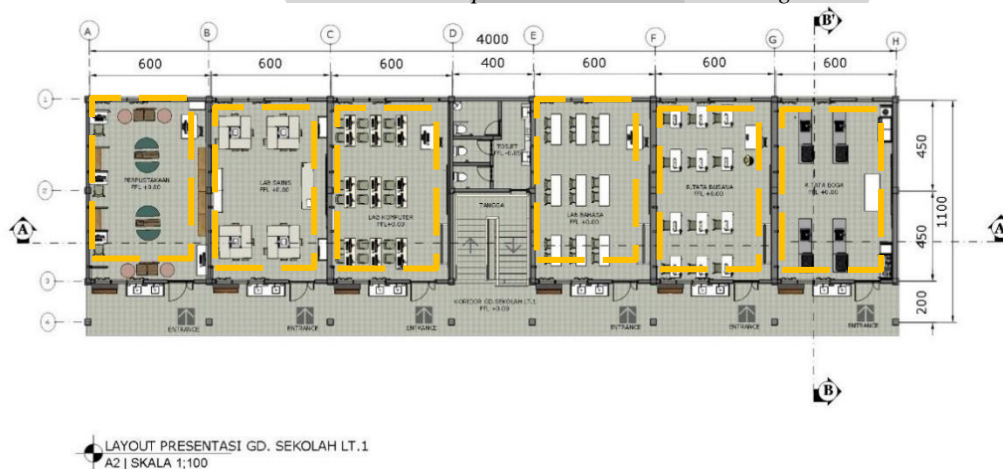 B'
A B C D E F G H
4000
600 600 600 400 600 600 600
1
2
3
4
TOILET
FFL -0.05
PERPUSTAKAAN
FFL +0.00
LAB SAINS
FFL +0.00
LAB KOMPUTER
FFL+0.00
TANGGA
LAB BAHASA
FFL +0.00
R.TATA BUSANA
FFL +0.00
R.TATA BOGA
FFL +0.00
450
450
1100
200
A
A'
KORIDOR GD.SEKOLAH LT.1
FFL +0.00
ENTRANCE ENTRANCE ENTRANCE ENTRANCE ENTRANCE ENTRANCE
B
LAYOUT PRESENTASI GD. SEKOLAH LT.1
A2 | SKALA 1;100